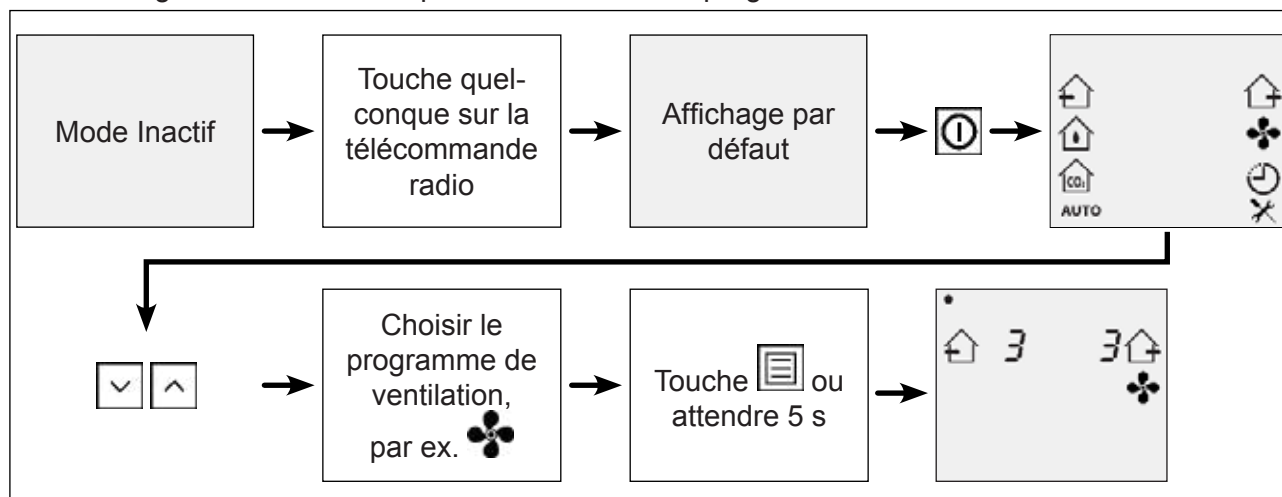 Mode Inactif
Touche quel-
conque sur la
télécommande
radio
Affichage par
défaut
CO₂
AUTO
Choisir le
programme de
ventilation,
par ex.
Touche ou
attendre 5 s
3 3